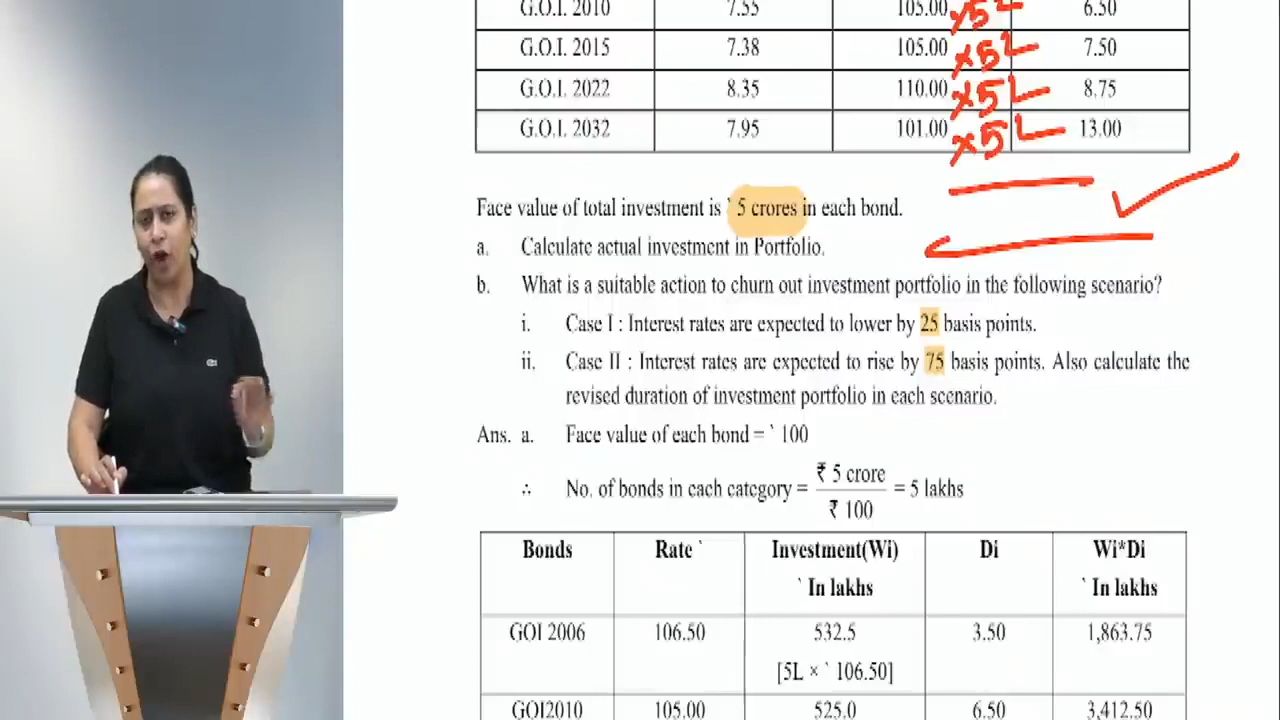 G.O.I. 2010 7.55 105.00 ×5L 6.50
G.O.I. 2015 7.38 105.00 ×5L 7.50
G.O.I. 2022 8.35 110.00 ×5L 8.75
G.O.I. 2032 7.95 101.00 ×5L 13.00
Face value of total investment is ` 5 crores in each bond.
a. Calculate actual investment in Portfolio.
b. What is a suitable action to churn out investment portfolio in the following scenario?
i. Case I : Interest rates are expected to lower by 25 basis points.
ii. Case II : Interest rates are expected to rise by 75 basis points. Also calculate the
revised duration of investment portfolio in each scenario.
Ans. a. Face value of each bond = ` 100
∴ No. of bonds in each category = ₹ 5 crore / ₹ 100 = 5 lakhs
Bonds Rate ` Investment(Wi) Di Wi*Di
` In lakhs ` In lakhs
GOI 2006 106.50 532.5 3.50 1,863.75
[5L × ` 106.50]
GOI2010 105.00 525.0 6.50 3,412.50